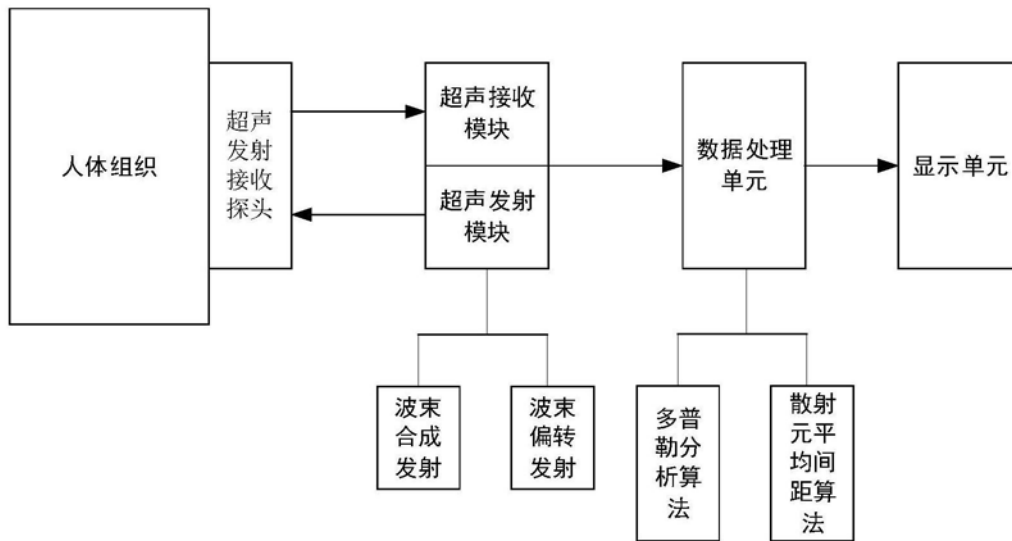 人体组织
超声
发射
接收
探头
超声接收
模块
超声发射
模块
数据处理
单元
显示单元
波束
合成
发射
波束
偏转
发射
多普
勒分
析算
法
散射
元平
均间
距算
法